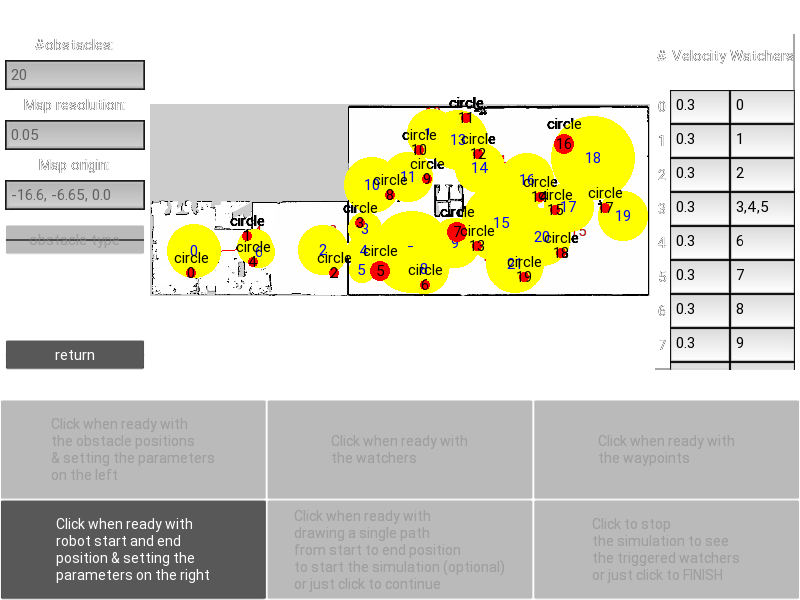 #obstacles:
20
Map resolution:
0.05
Map origin:
-16.6, -6.65, 0.0
obstacle type
return
# Velocity Watchers
0 0.3 0
1 0.3 1
2 0.3 2
3 0.3 3,4,5
4 0.3 6
5 0.3 7
6 0.3 8
7 0.3 9
circle
11
circle
10
13
circle
12
circle
16
18
14
10
circle
8
11
circle
9
16
circle
14
circle
15
17
circle
17
19
circle
3
3
circle
7
circle
13
9
15
20
circle
18
circle
19
circle
1
0
circle
0
circle
4
2
circle
2
4
circle
5
5
8
circle
6
Click when ready with
the obstacle positions
& setting the parameters
on the left
Click when ready with
the watchers
Click when ready with
the waypoints
Click when ready with
robot start and end
position & setting the
parameters on the right
Click when ready with
drawing a single path
from start to end position
to start the simulation (optional)
or just click to continue
Click to stop
the simulation to see
the triggered watchers
or just click to FINISH